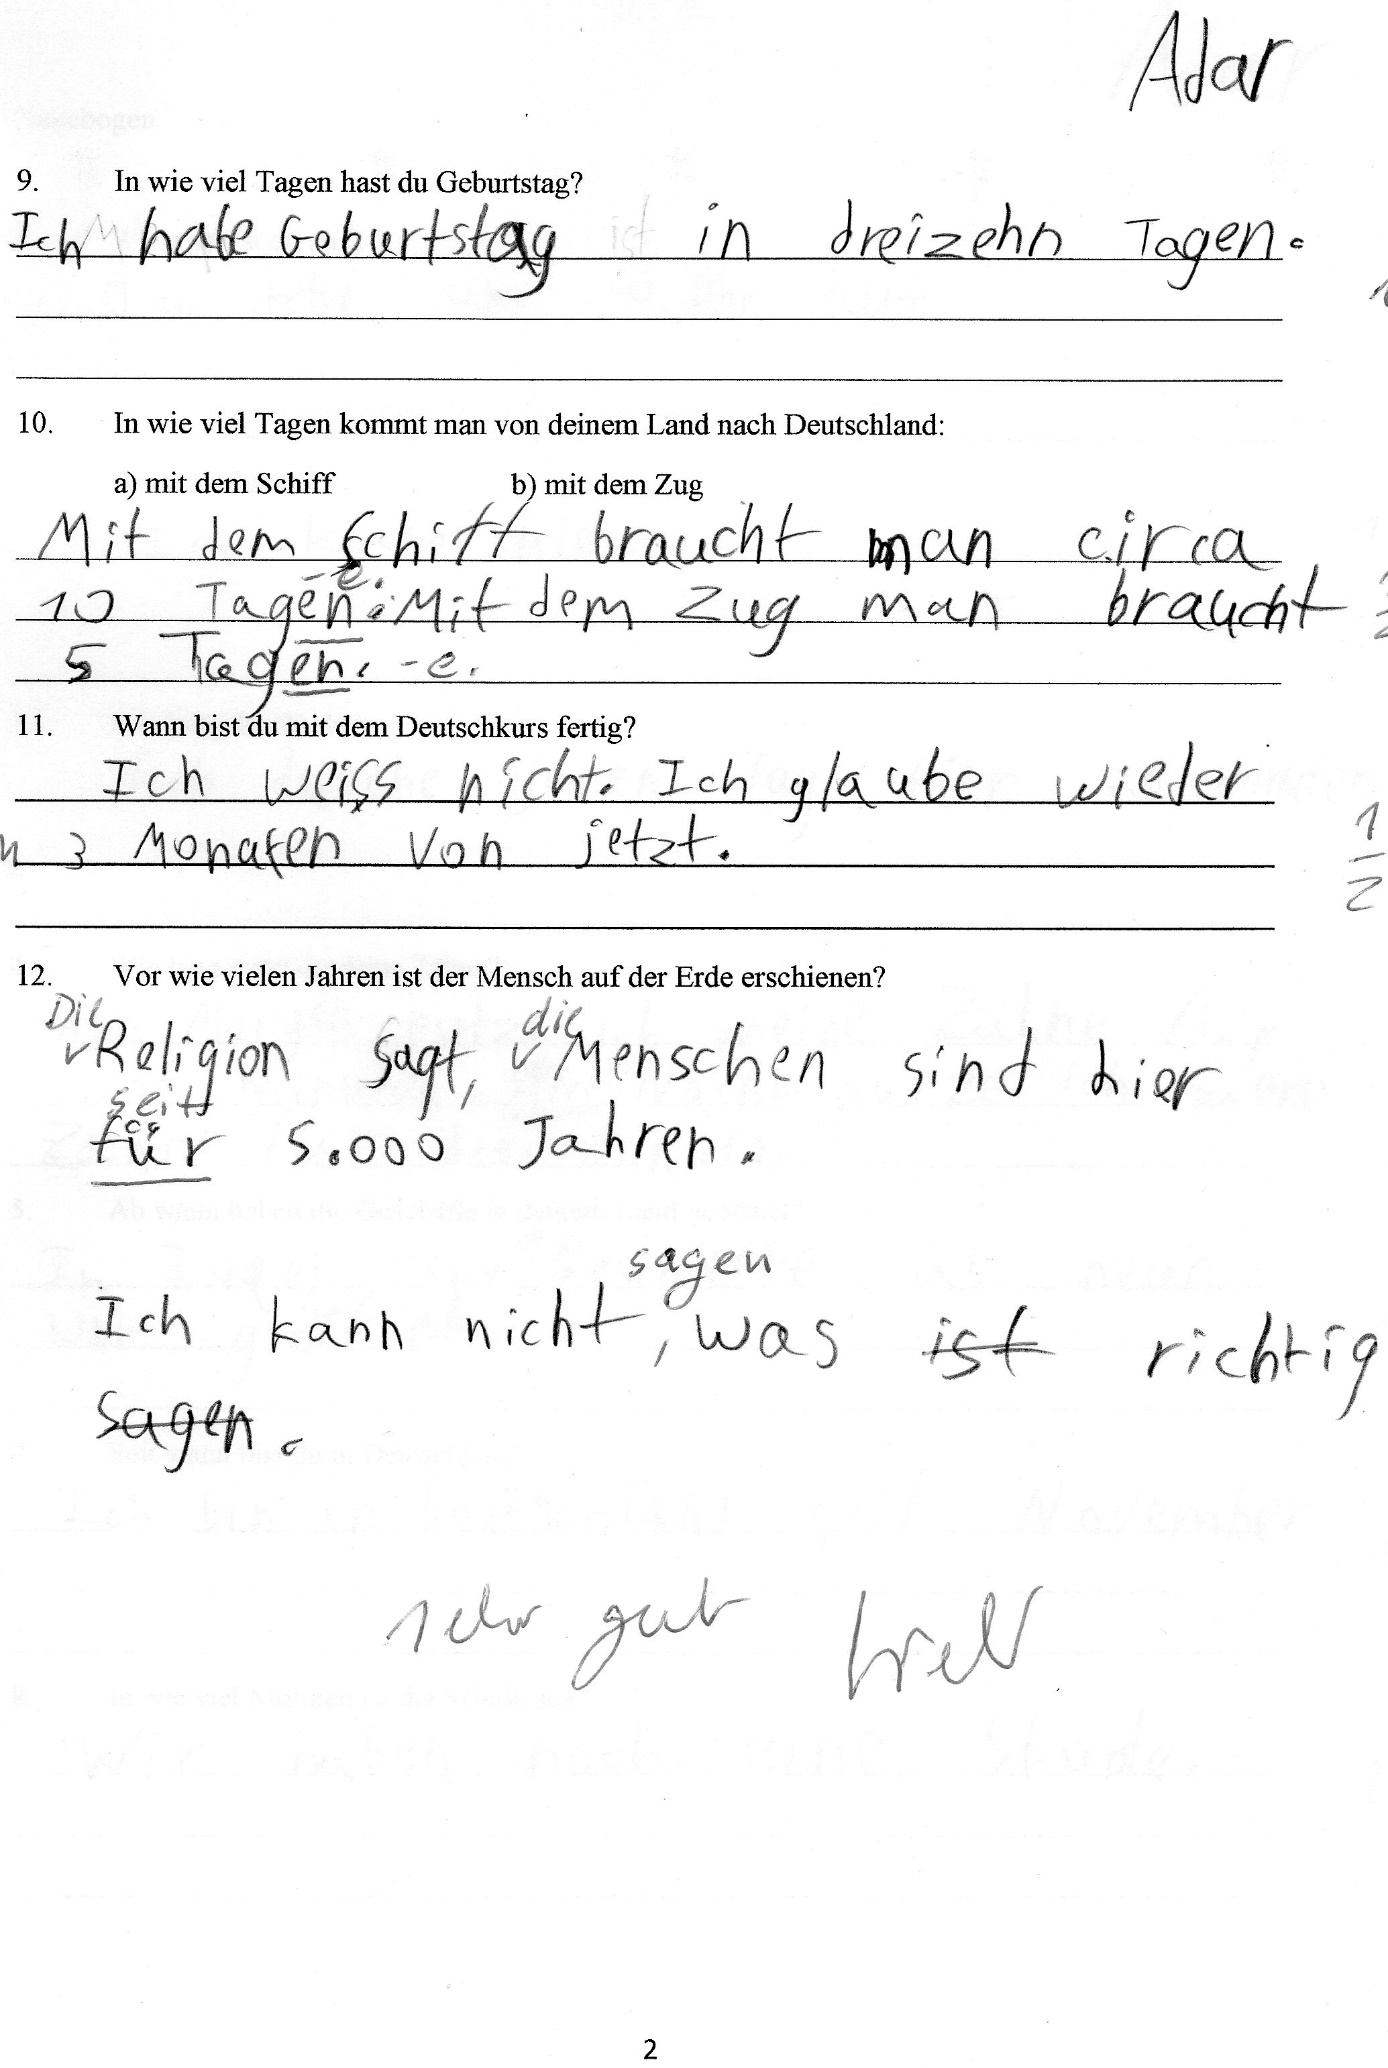 Adar
9. In wie viel Tagen hast du Geburtstag?
Ich habe Geburtstag in dreizehn Tagen.
10. In wie viel Tagen kommt man von deinem Land nach Deutschland:
a) mit dem Schiff b) mit dem Zug
Mit dem Schiff braucht man circa
-e.
10 Tagen. Mit dem Zug man braucht
5 Tagen. -e.
11. Wann bist du mit dem Deutschkurs fertig?
Ich weiss nicht. Ich glaube wieder
3 Monaten von jetzt.
1/2
12. Vor wie vielen Jahren ist der Mensch auf der Erde erschienen?
Die die
Religion sagt, Menschen sind hier
seit
für 5.000 Jahren.
sagen
Ich kann nicht, was ist richtig
sagen.
sehr gut
2